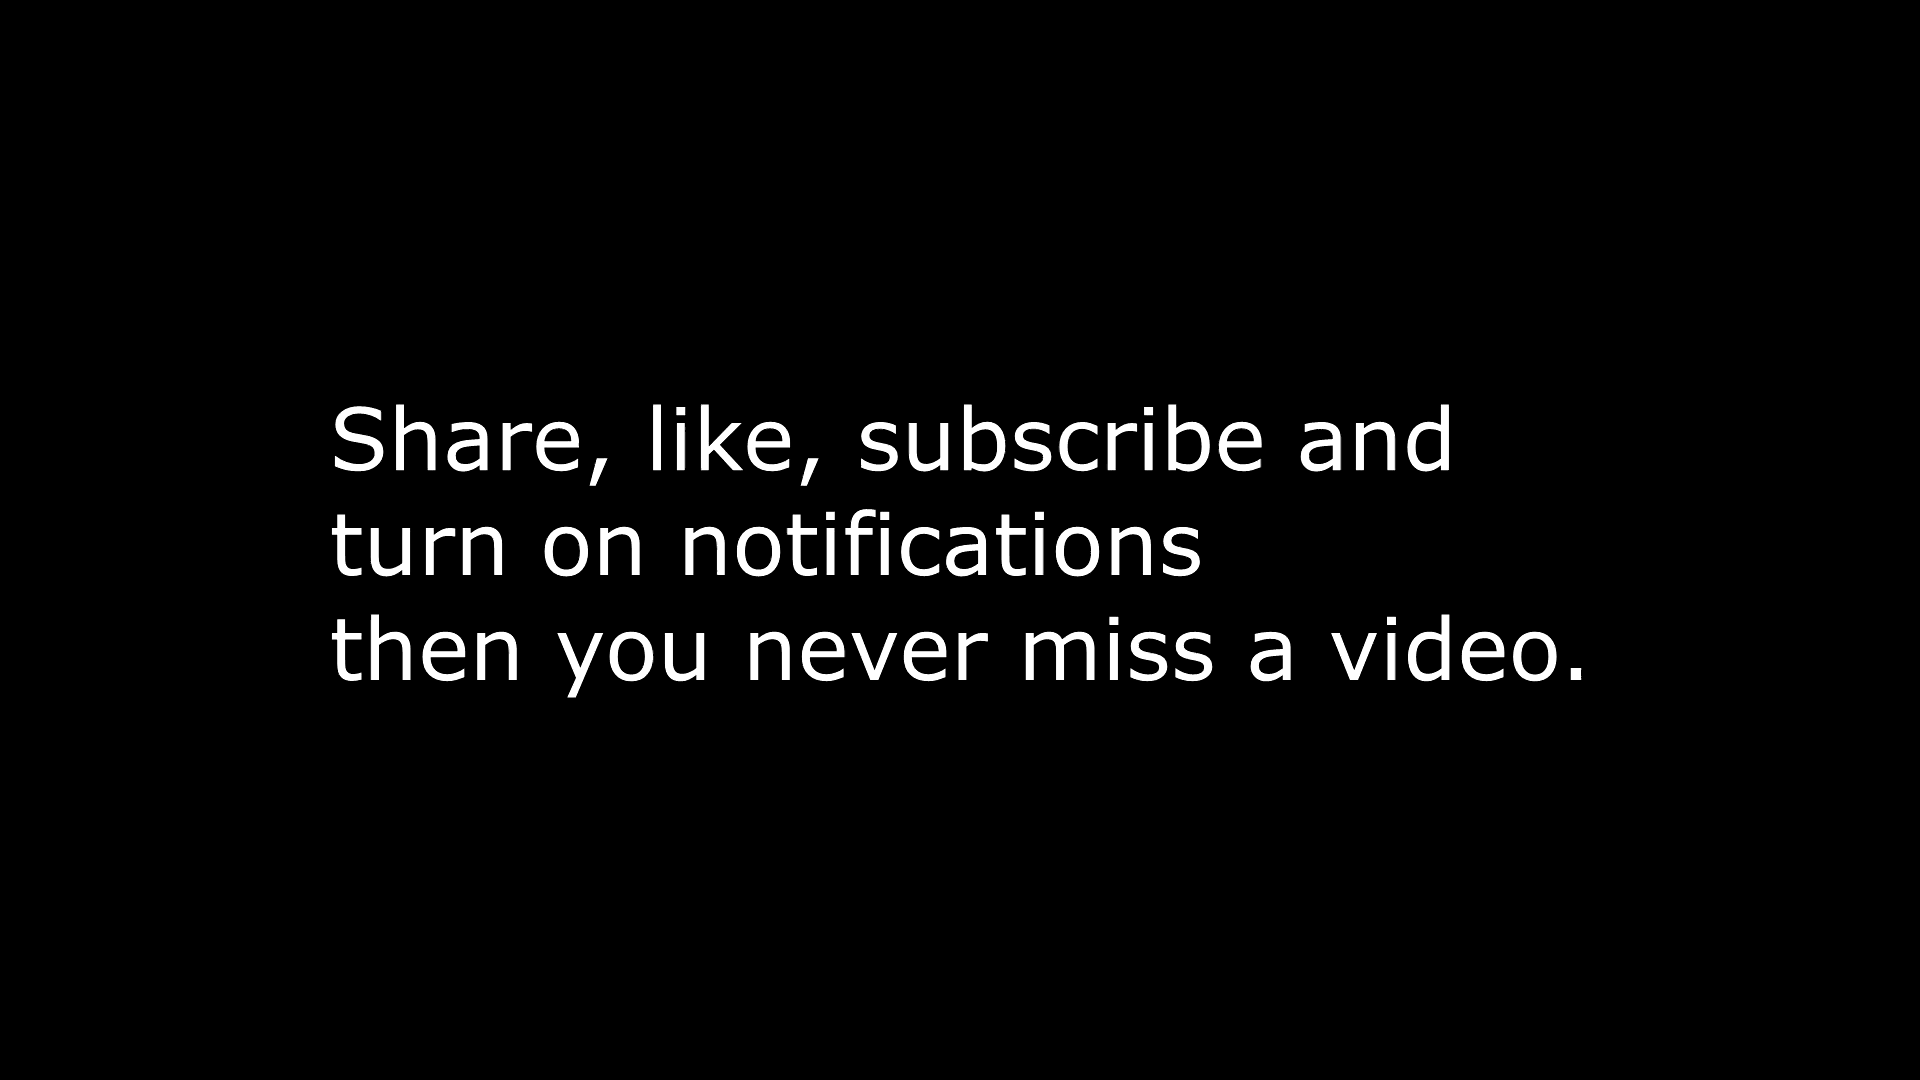 Share, like, subscribe and
turn on notifications
then you never miss a video.